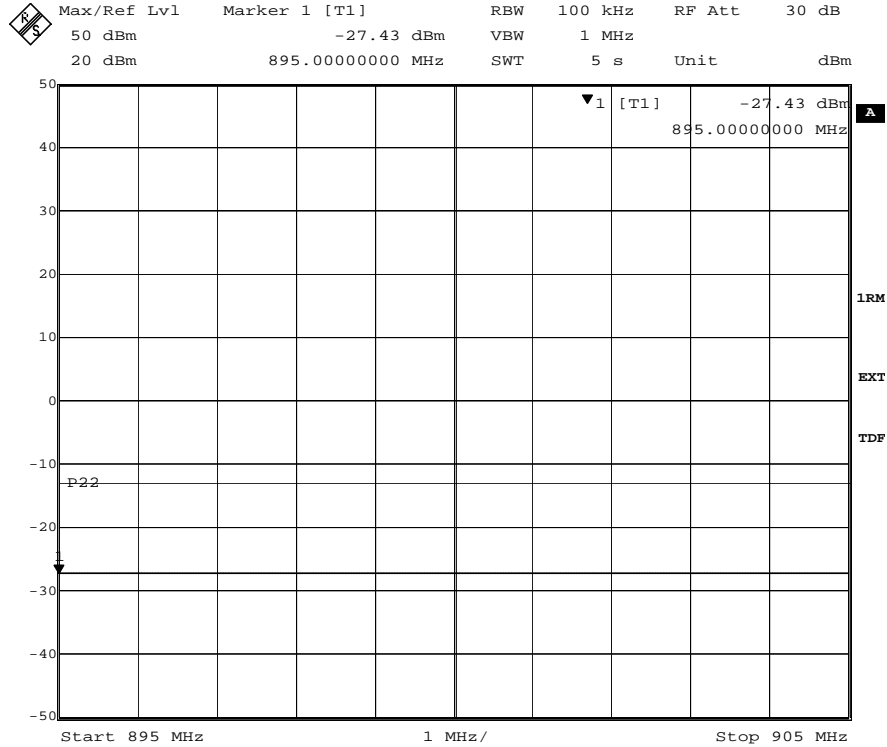 R S
Max/Ref Lvl Marker 1 [T1] RBW 100 kHz RF Att 30 dB
50 dBm -27.43 dBm VBW 1 MHz
20 dBm 895.00000000 MHz SWT 5 s Unit dBm
50
1 [T1] -27.43 dBm
A
895.00000000 MHz
40
30
20
1RM
10
EXT
0
TDF
-10
P22
-20
1
-30
-40
-50
Start 895 MHz 1 MHz/ Stop 905 MHz